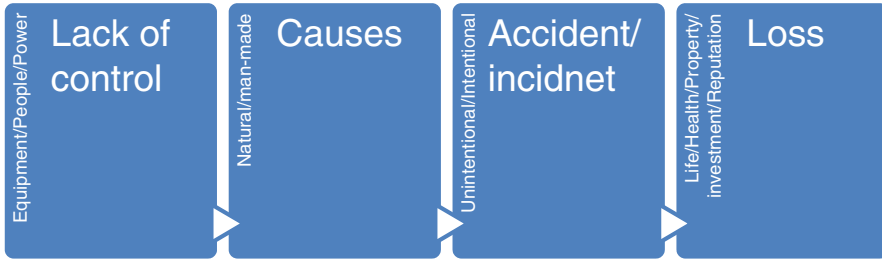 Equipment/People/Power
Lack of
control
Natural/man-made
Causes
Unintentional/Intentional
Accident/
incidnet
Life/Health/Property/
investment/Reputation
Loss